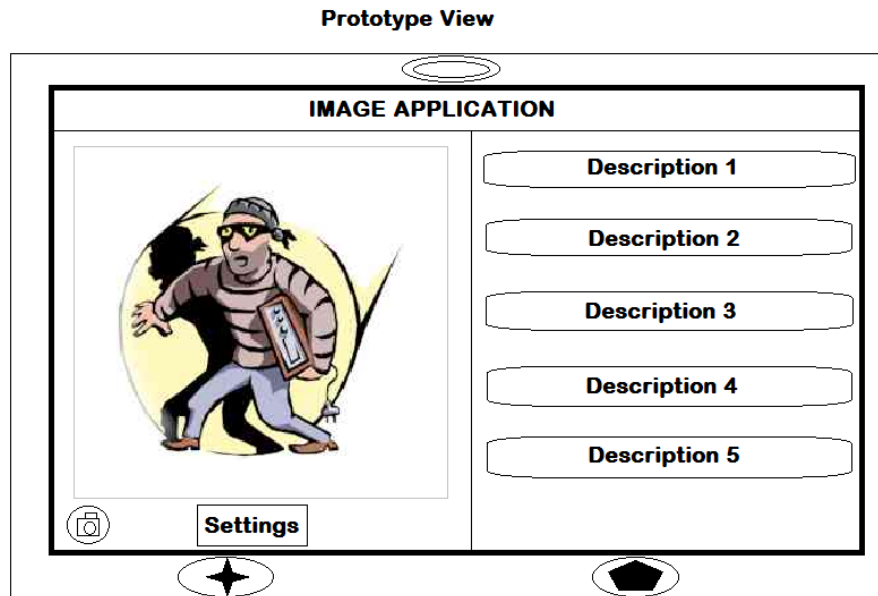 Prototype View
IMAGE APPLICATION
Description 1
Description 2
Description 3
Description 4
Description 5
Settings